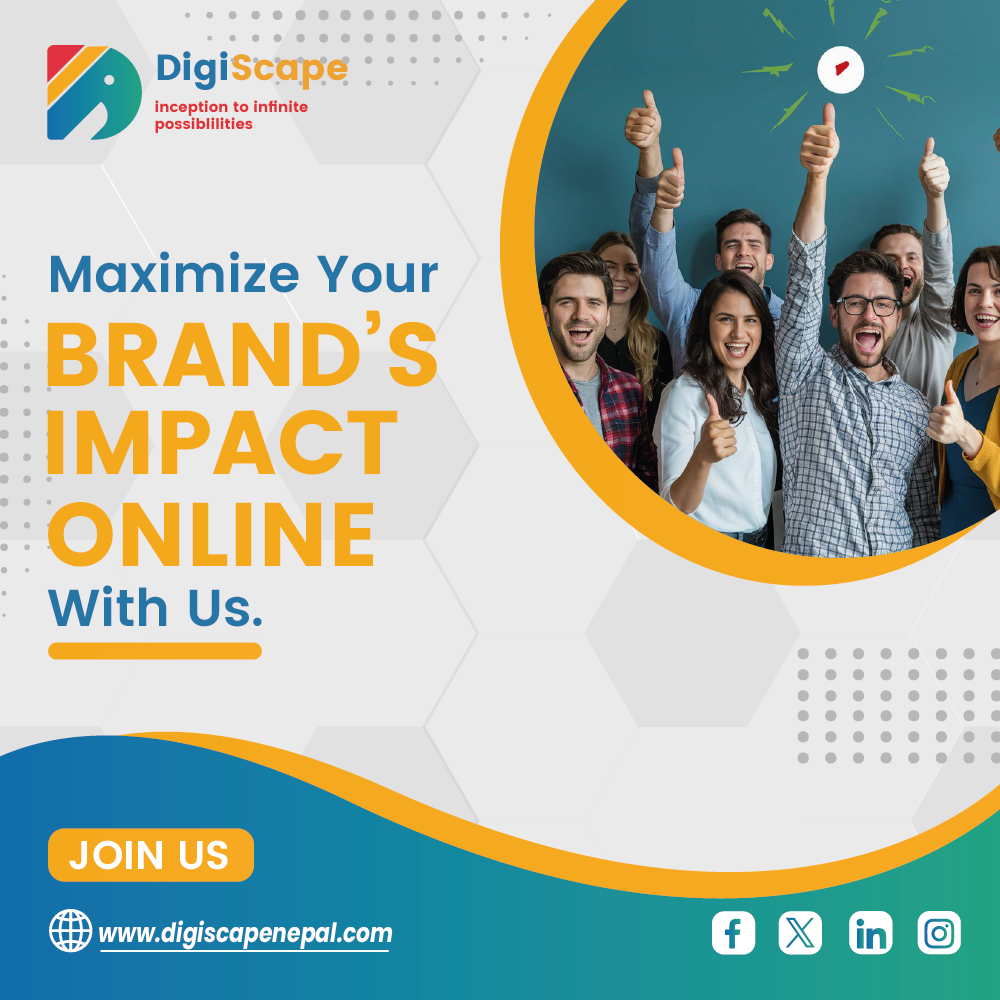 DigiScape
inception to infinite
possiblilities
Maximize Your
BRAND'S
IMPACT
ONLINE
With Us.
JOIN US
www.digiscapenepal.com